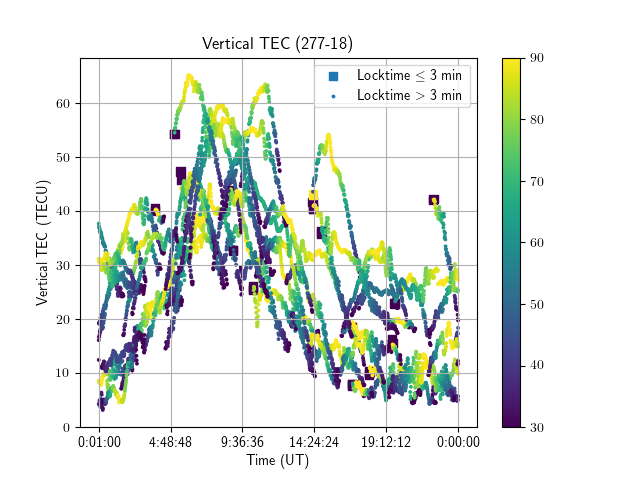 Vertical TEC (277-18)
Locktime ≤ 3 min
Locktime > 3 min
Vertical TEC (TECU)
60
50
40
30
20
10
0
0:01:00 4:48:48 9:36:36 14:24:24 19:12:12 0:00:00
Time (UT)
90
80
70
60
50
40
30